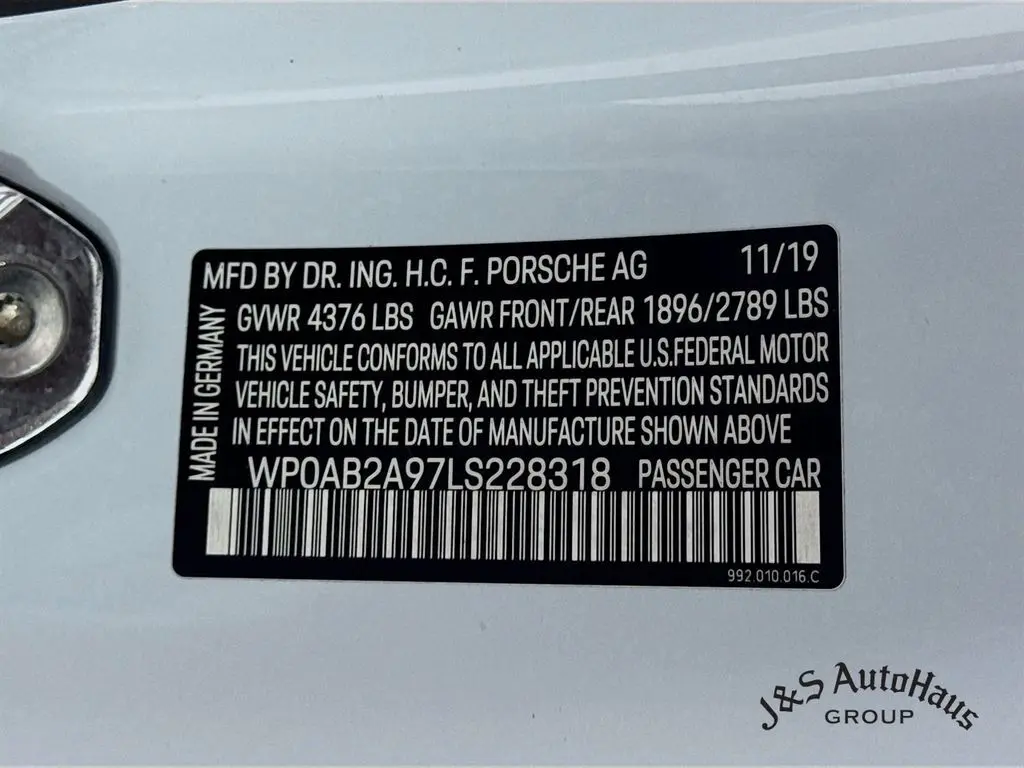 MFD BY DR. ING. H.C. F. PORSCHE AG 11/19
GVWR 4376 LBS GAWR FRONT/REAR 1896/2789 LBS
THIS VEHICLE CONFORMS TO ALL APPLICABLE U.S.FEDERAL MOTOR
VEHICLE SAFETY, BUMPER, AND THEFT PREVENTION STANDARDS
IN EFFECT ON THE DATE OF MANUFACTURE SHOWN ABOVE
WP0AB2A97LS228318 PASSENGER CAR
MADE IN GERMANY
992.010.016.C
J&S AutoHaus
GROUP